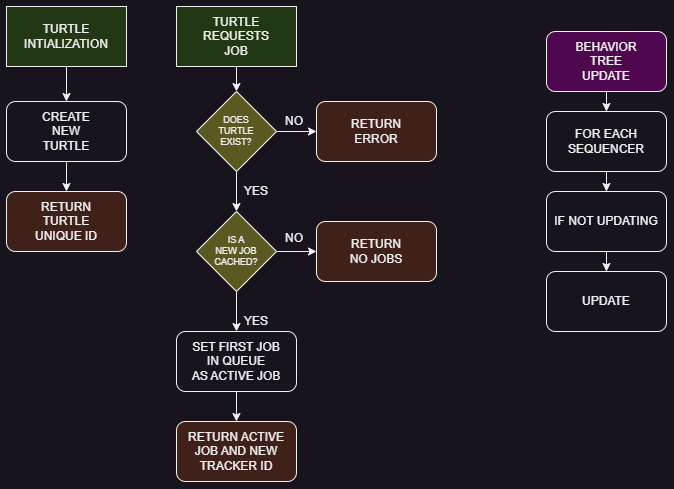 TURTLE
INTIALIZATION
CREATE
NEW
TURTLE
RETURN
TURTLE
UNIQUE ID
TURTLE
REQUESTS
JOB
DOES
TURTLE
EXIST?
NO
RETURN
ERROR
YES
IS A
NEW JOB
CACHED?
NO
RETURN
NO JOBS
YES
SET FIRST JOB
IN QUEUE
AS ACTIVE JOB
RETURN ACTIVE
JOB AND NEW
TRACKER ID
BEHAVIOR
TREE
UPDATE
FOR EACH
SEQUENCER
IF NOT UPDATING
UPDATE